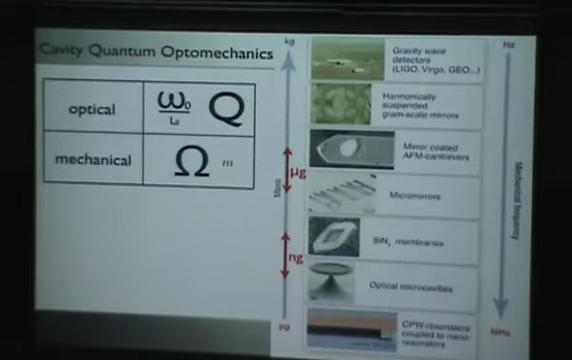 Cavity Quantum Optomechanics
optical
ω₀
L₀
Q
mechanical
Ω m
kg
Mass
μg
ng
pg
Gravity wave
detectors
(LIGO, Virgo, GEO...)
Harmonically
suspended
gram-scale mirrors
Mirror coated
AFM-cantilevers
Micromirrors
SiN, membranes
Optical microcavities
CPW-resonators
coupled to nano-
resonators
Hz
Mechanical frequency
MHz